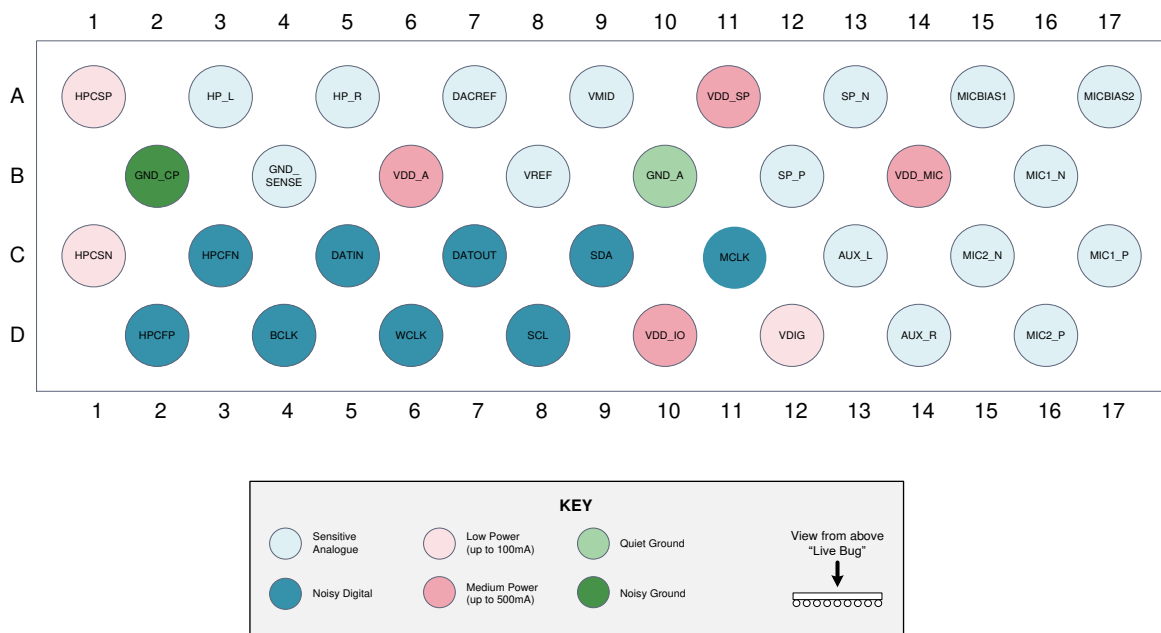 1 2 3 4 5 6 7 8 9 10 11 12 13 14 15 16 17
A HPCSP HP_L HP_R DACREF VMID VDD_SP SP_N MICBIAS1 MICBIAS2
B GND_CP GND_
SENSE VDD_A VREF GND_A SP_P VDD_MIC MIC1_N
C HPCSN HPCFN DATIN DATOUT SDA MCLK AUX_L MIC2_N MIC1_P
D HPCFP BCLK WCLK SCL VDD_IO VDIG AUX_R MIC2_P
1 2 3 4 5 6 7 8 9 10 11 12 13 14 15 16 17
KEY
Sensitive
Analogue
Low Power
(up to 100mA)
Quiet Ground
View from above
“Live Bug”
Noisy Digital
Medium Power
(up to 500mA)
Noisy Ground